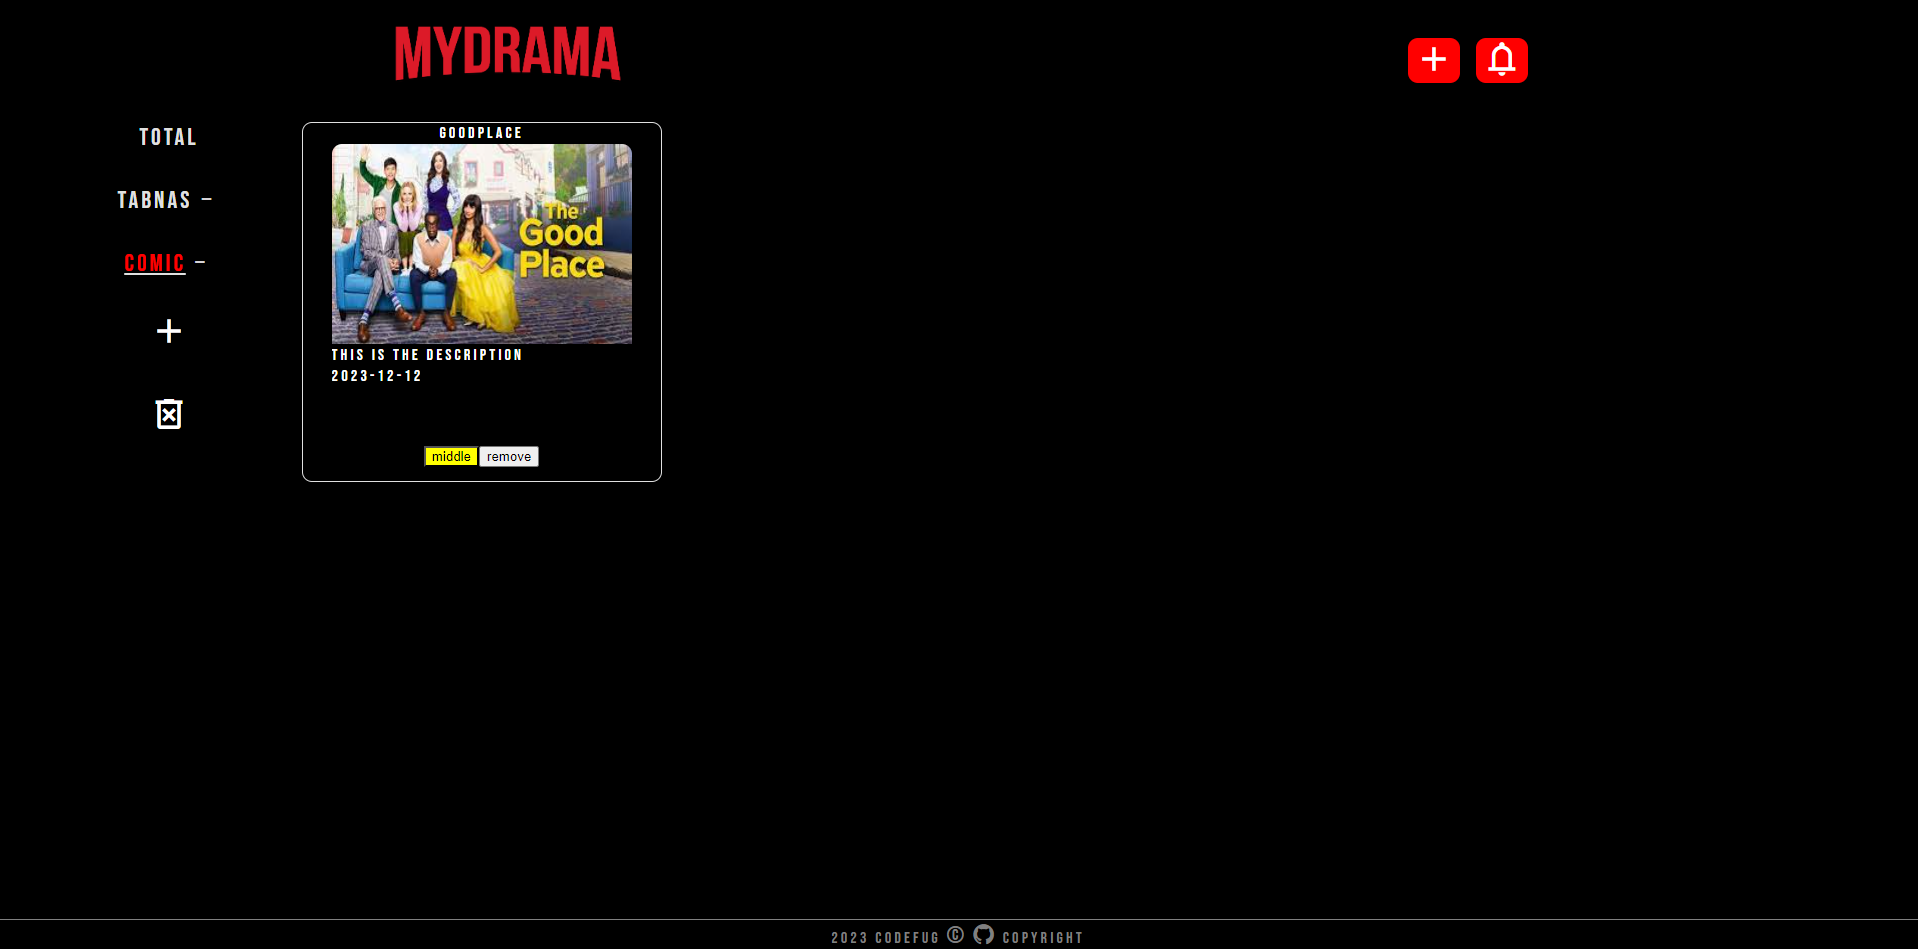 MYDRAMA
TOTAL
TABNAS –
COMIC –
GOODPLACE
The
Good
Place
THIS IS THE DESCRIPTION
2023-12-12
middle remove
2023 CODEFUG © COPYRIGHT